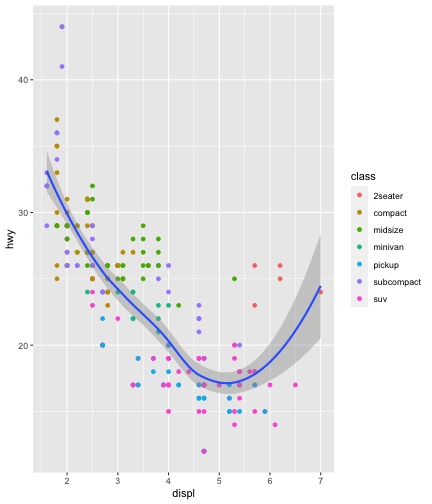 40
30
20
hwy
2 3 4 5 6 7
displ
class
2seater
compact
midsize
minivan
pickup
subcompact
suv